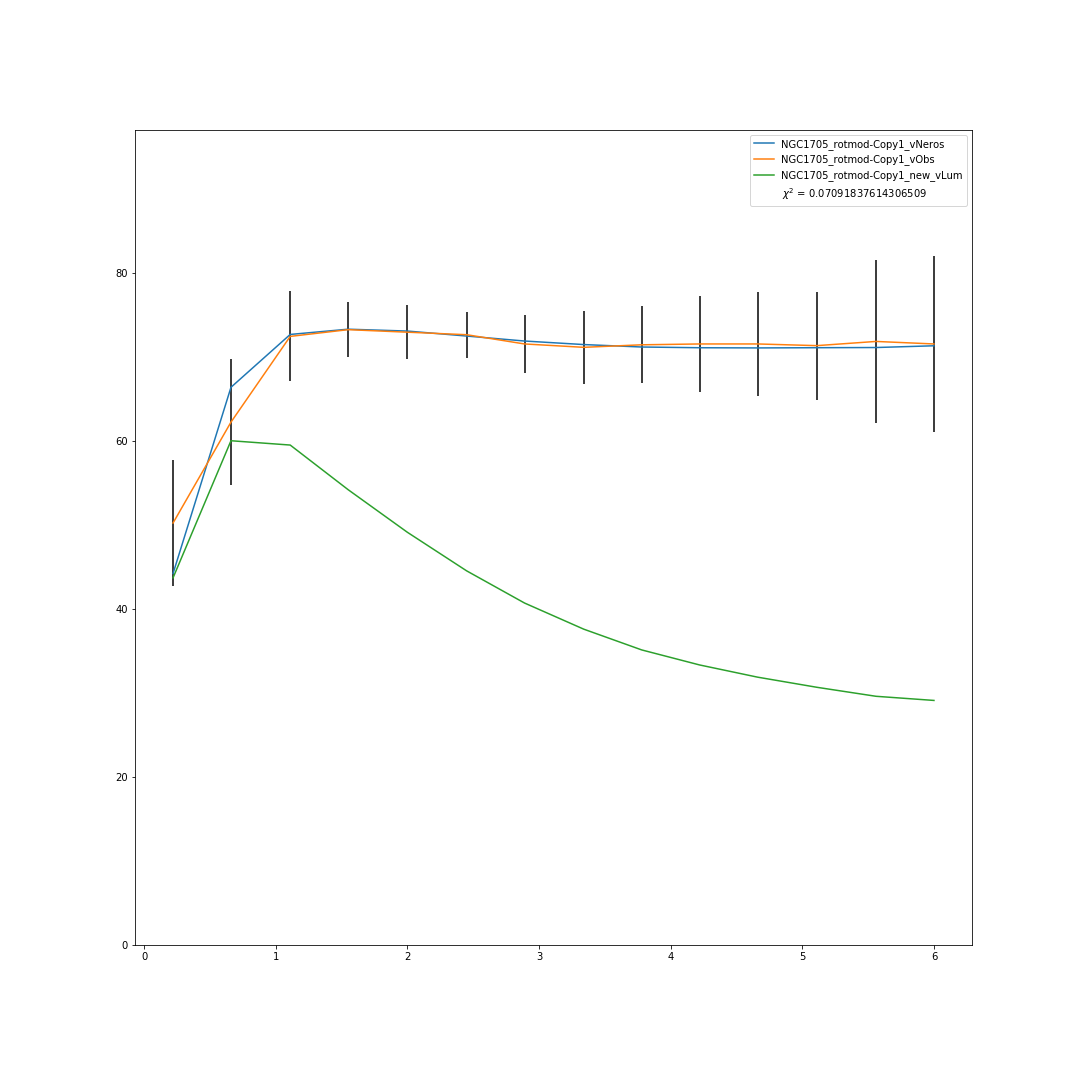 NGC1705_rotmod-Copy1_vNeros
NGC1705_rotmod-Copy1_vObs
NGC1705_rotmod-Copy1_new_vLum
χ² = 0.07091837614306509
80
60
40
20
0
0 1 2 3 4 5 6